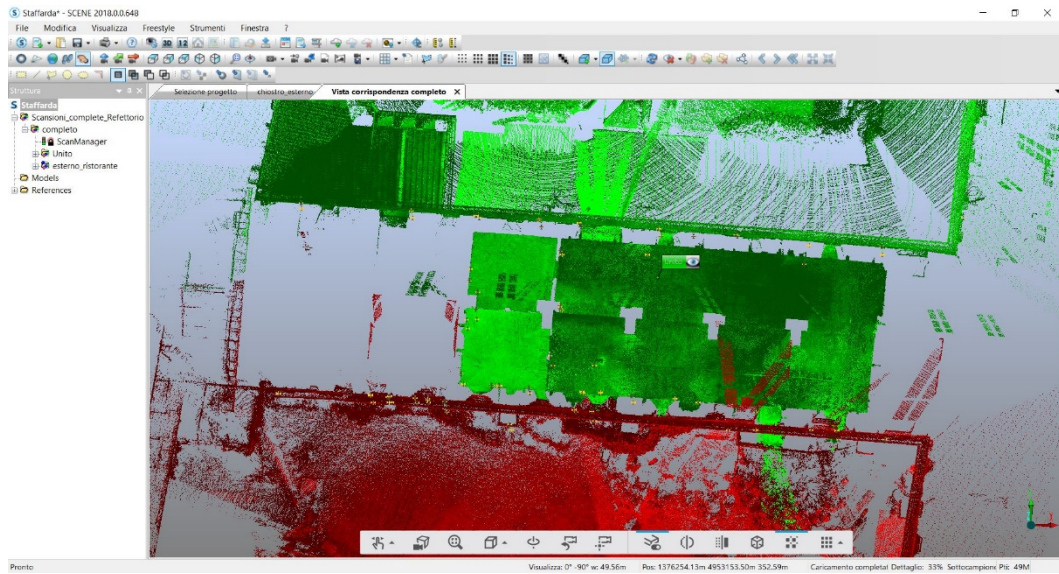 Staffarda* - SCENE 2018.0.0.648
File Modifica Visualizza Freestyle Strumenti Finestra ?
Struttura
Selezione progetto chiostro_esterno Vista corrispondenza completo X
Staffarda
Scansioni_complete_Refettorio
completo
ScanManager
Unito
esterno_ristorante
Models
References
Pronto Visualizza: 0° -90° w: 49.56m Pos: 1376254.13m 4953153.50m 352.59m Caricamento completat Dettaglio: 33% Sottocampion Ptk: 49M